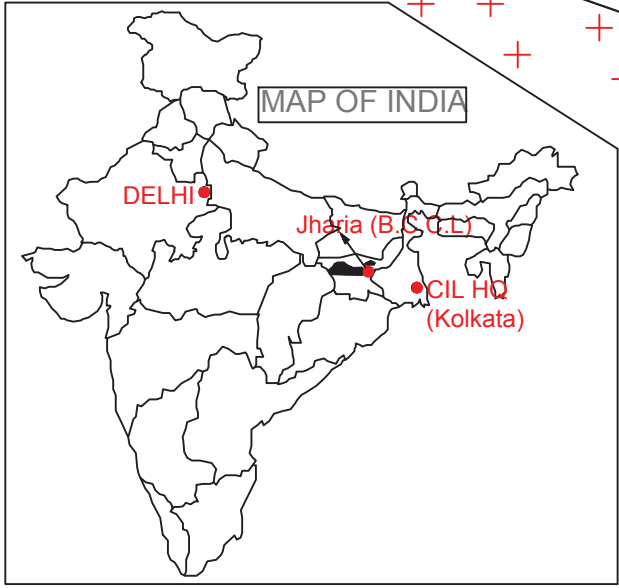 MAP OF INDIA
DELHI
Jharia (B.C.C.L)
CIL HQ
(Kolkata)